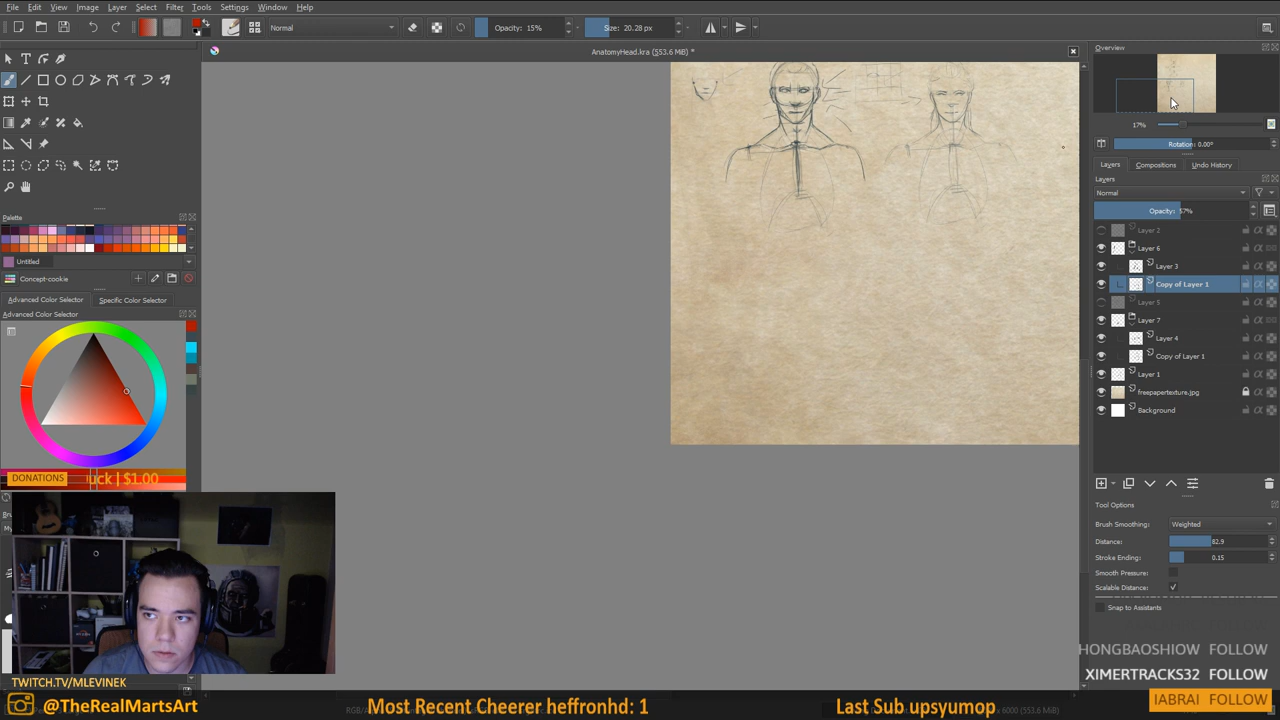 File Edit View Image Layer Select Filter Tools Settings Window Help
Normal
Opacity: 15%
Size: 20.28 px
AnatomyHead.kra (553.6 MiB) *
Overview
17%
Rotation: 0.00°
Layers Compositions Undo History
Layers
Normal
Opacity: 57%
Layer 2
Layer 6
Layer 3
Copy of Layer 1
Layer 5
Layer 7
Layer 4
Copy of Layer 1
Layer 1
freepapertexture.jpg
Background
Tool Options
Brush Smoothing: Weighted
Distance: 82.9
Stroke Ending: 0.15
Smooth Pressure:
Scalable Distance:
Snap to Assistants
Palette
Untitled
Concept-cookie
Advanced Color Selector Specific Color Selector
Advanced Color Selector
DONATIONS uck | $1.00
TWITCH.TV/MLEVINEK
@TheRealMartsArt
Most Recent Cheerer heffronhd: 1
Last Sub upsyumop
HONGBAOSHIOW FOLLOW
XIMERTRACKS32 FOLLOW
IABRAI FOLLOW